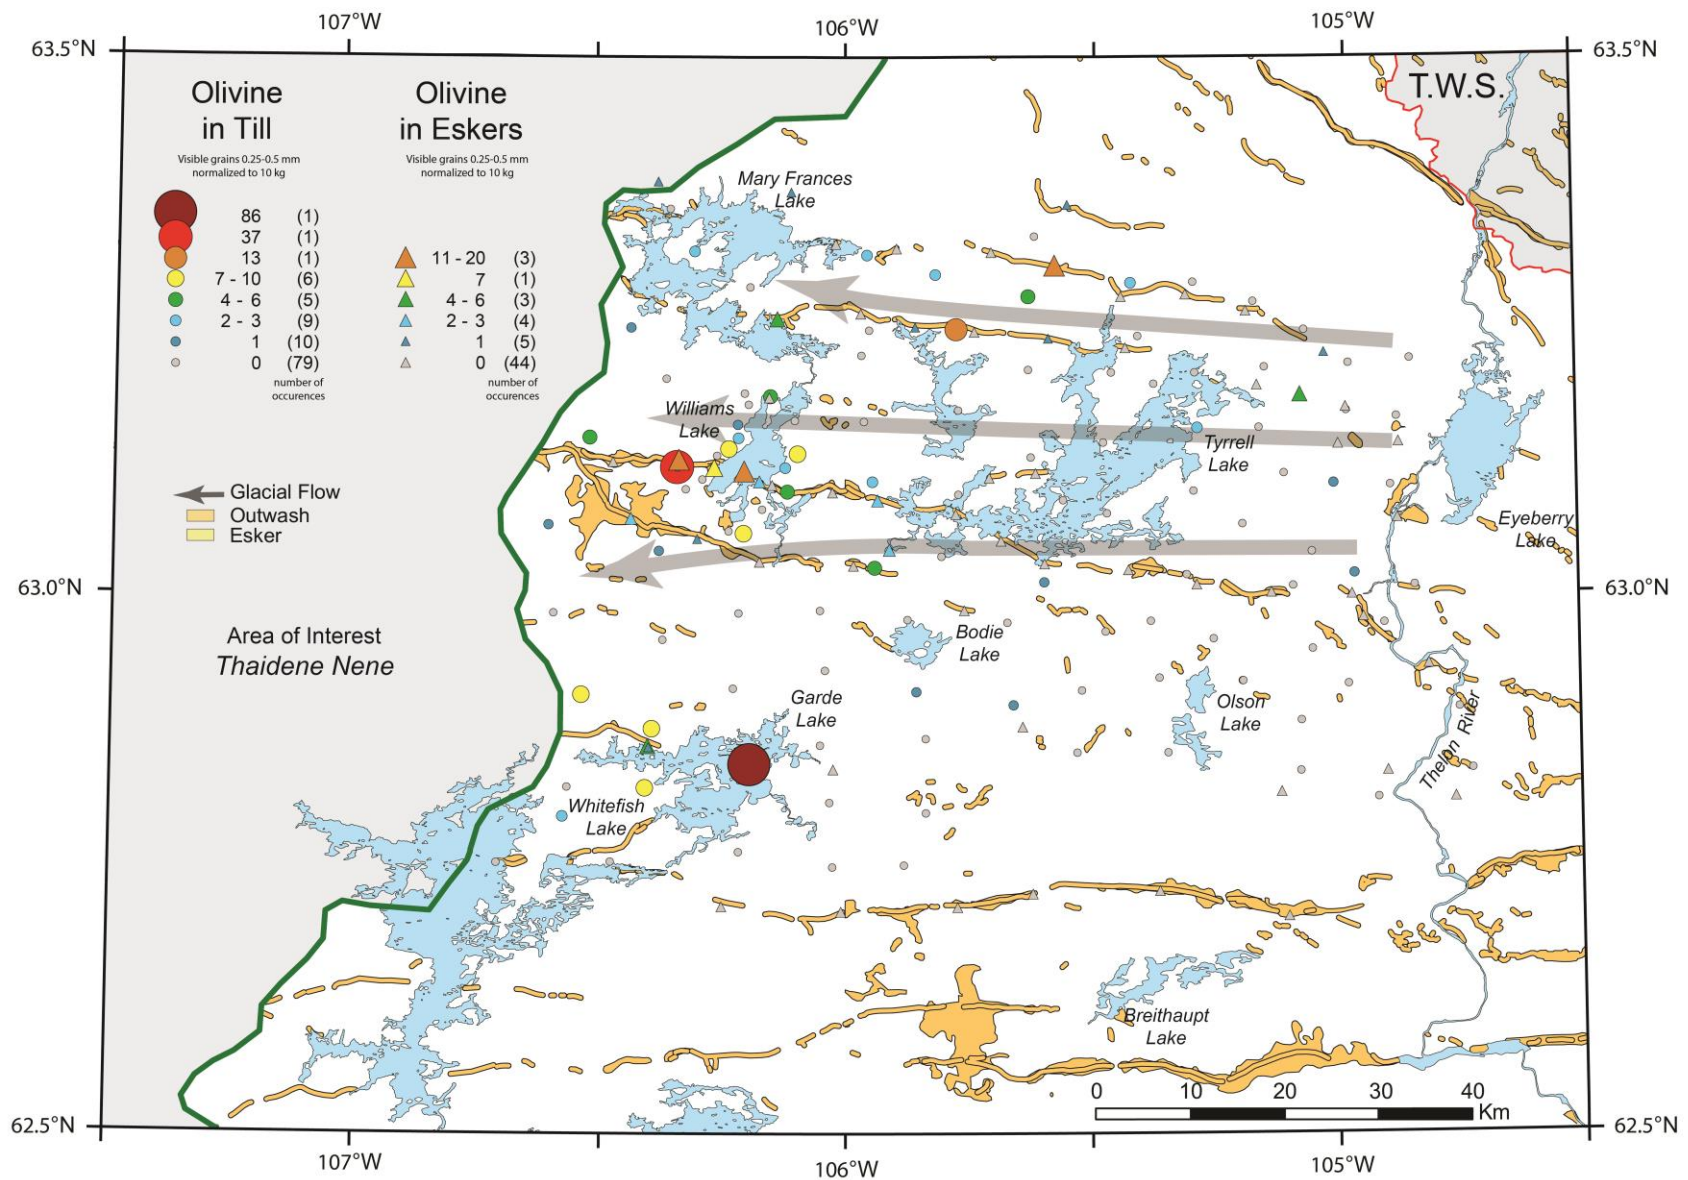 107°W
106°W
105°W
63.5°N
63.5°N
T.W.S.
Olivine
in Till
Visible grains 0.25-0.5 mm
normalized to 10 kg
86 (1)
37 (1)
13 (1)
7 - 10 (6)
4 - 6 (5)
2 - 3 (9)
1 (10)
0 (79)
number of
occurences
Olivine
in Eskers
Visible grains 0.25-0.5 mm
normalized to 10 kg
11 - 20 (3)
7 (1)
4 - 6 (3)
2 - 3 (4)
1 (5)
0 (44)
number of
occurences
Mary Frances
Lake
Williams
Lake
Tyrrell
Lake
Glacial Flow
Outwash
Esker
Eyeberry
Lake
63.0°N
63.0°N
Area of Interest
Thaidene Nene
Bodie
Lake
Garde
Lake
Olson
Lake
Thelon River
Whitefish
Lake
Breithaupt
Lake
0 10 20 30 40
Km
62.5°N
62.5°N
107°W
106°W
105°W